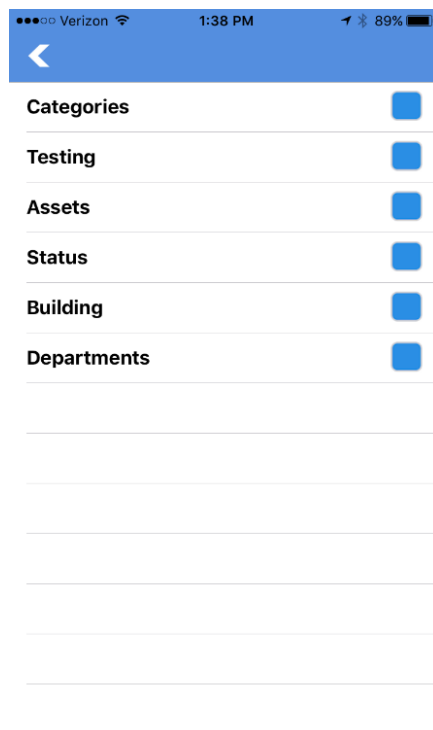 Verizon 1:38 PM 89%
Categories
Testing
Assets
Status
Building
Departments